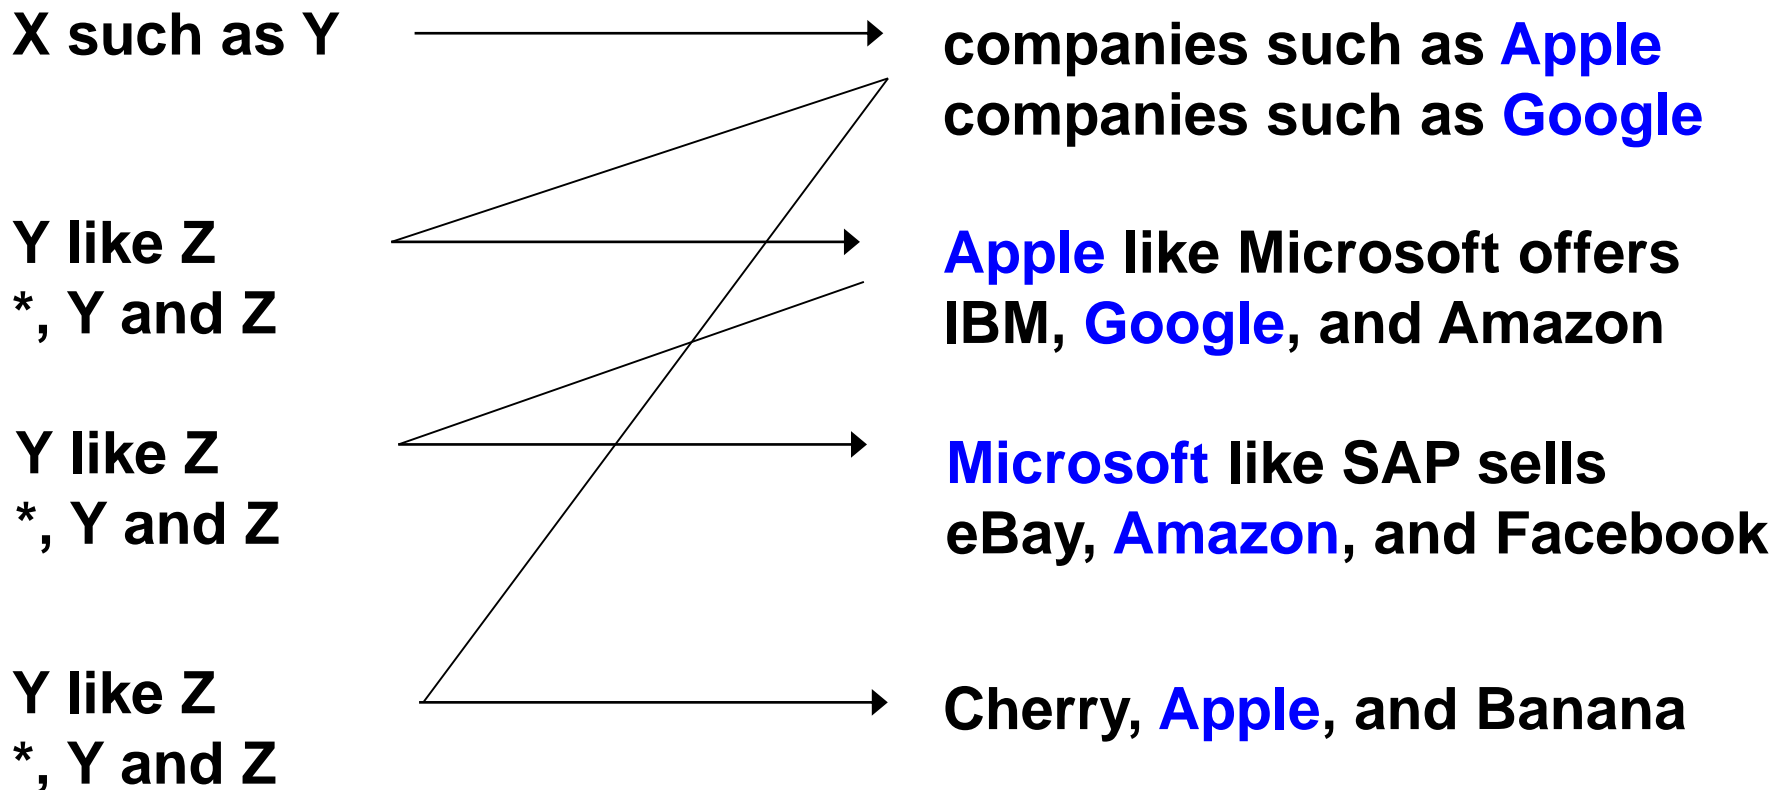 X such as Y
companies such as Apple
companies such as Google
Y like Z
*, Y and Z
Apple like Microsoft offers
IBM, Google, and Amazon
Y like Z
*, Y and Z
Microsoft like SAP sells
eBay, Amazon, and Facebook
Y like Z
*, Y and Z
Cherry, Apple, and Banana